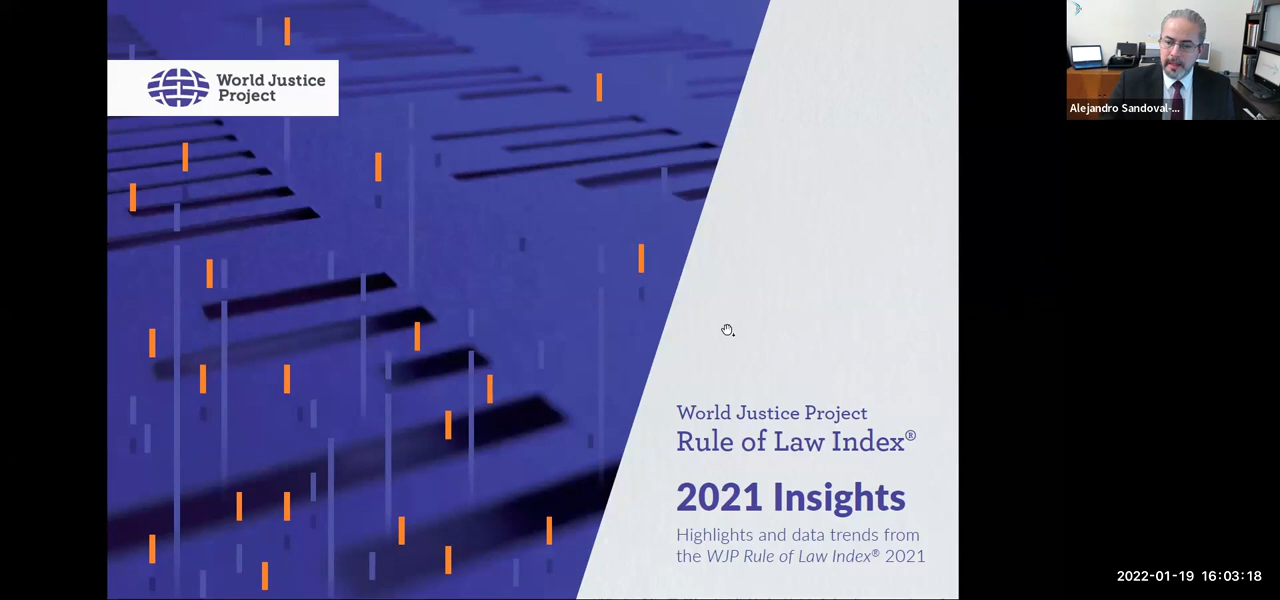 World Justice
Project
Alejandro Sandoval-...
World Justice Project
Rule of Law Index®
2021 Insights
Highlights and data trends from
the WJP Rule of Law Index® 2021
2022-01-19 16:03:18